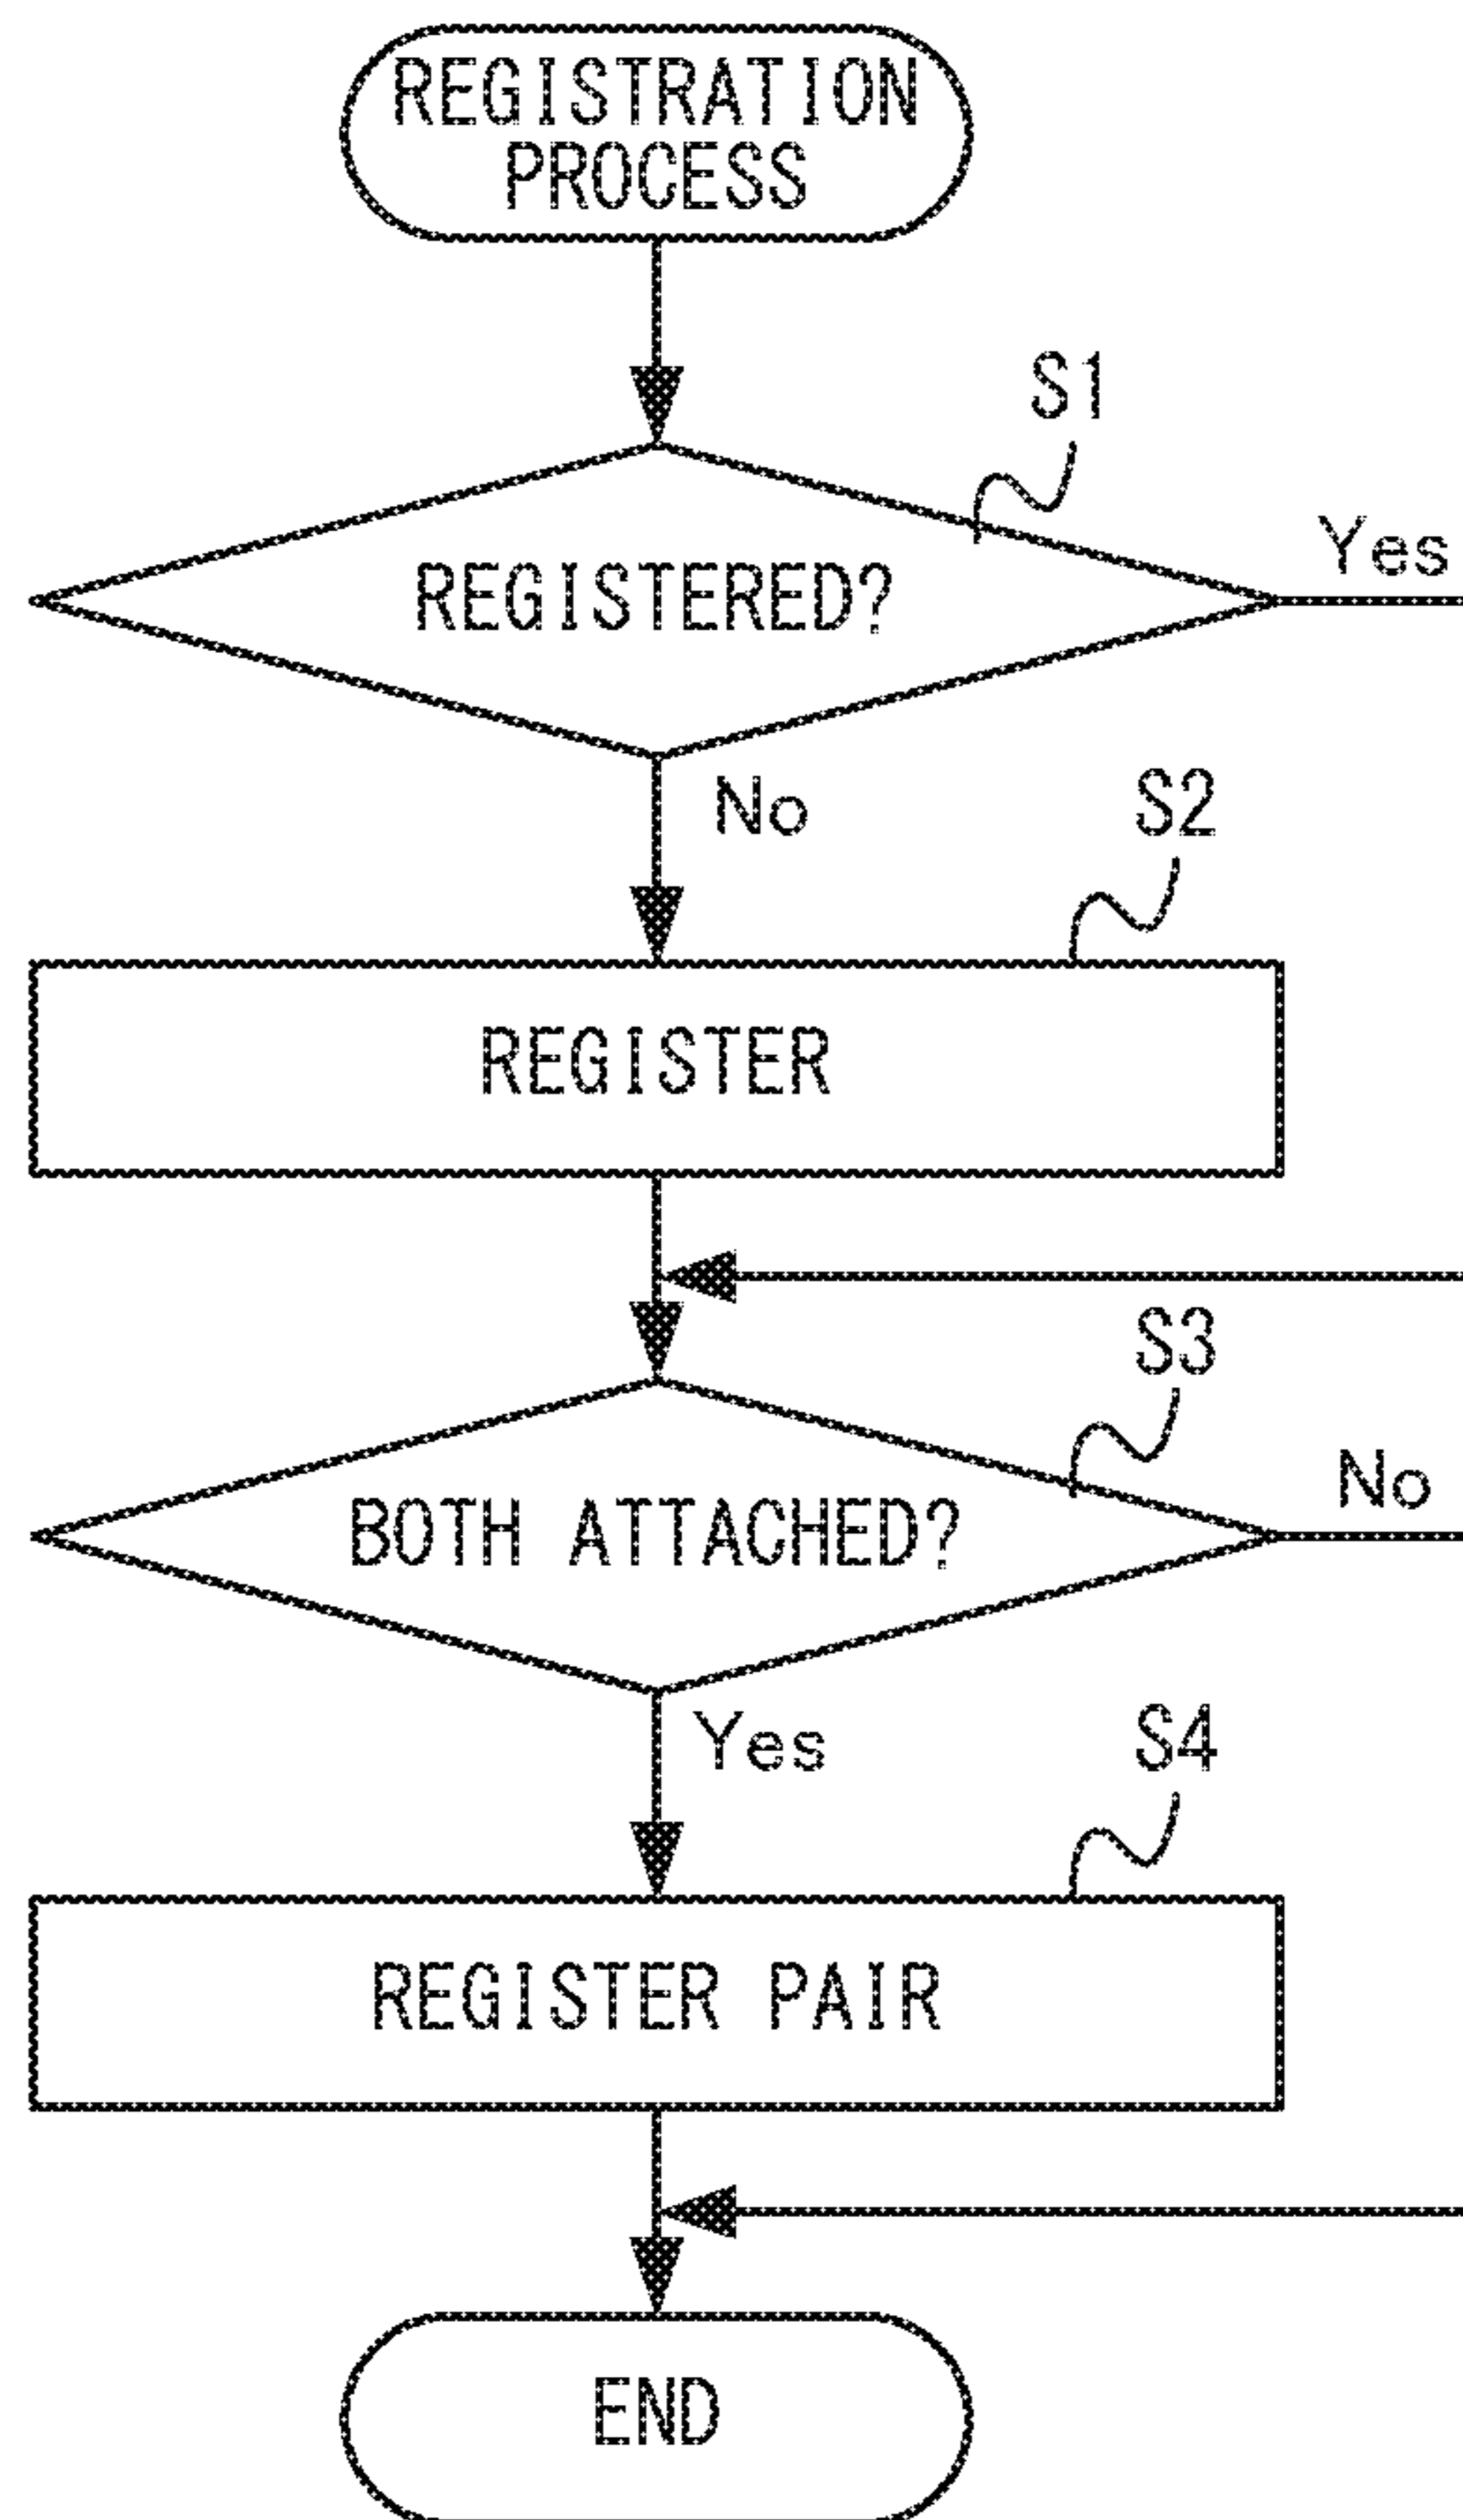 REGISTRATION
PROCESS
S1
REGISTERED?
Yes
No
S2
REGISTER
S3
BOTH ATTACHED?
No
Yes
S4
REGISTER PAIR
END